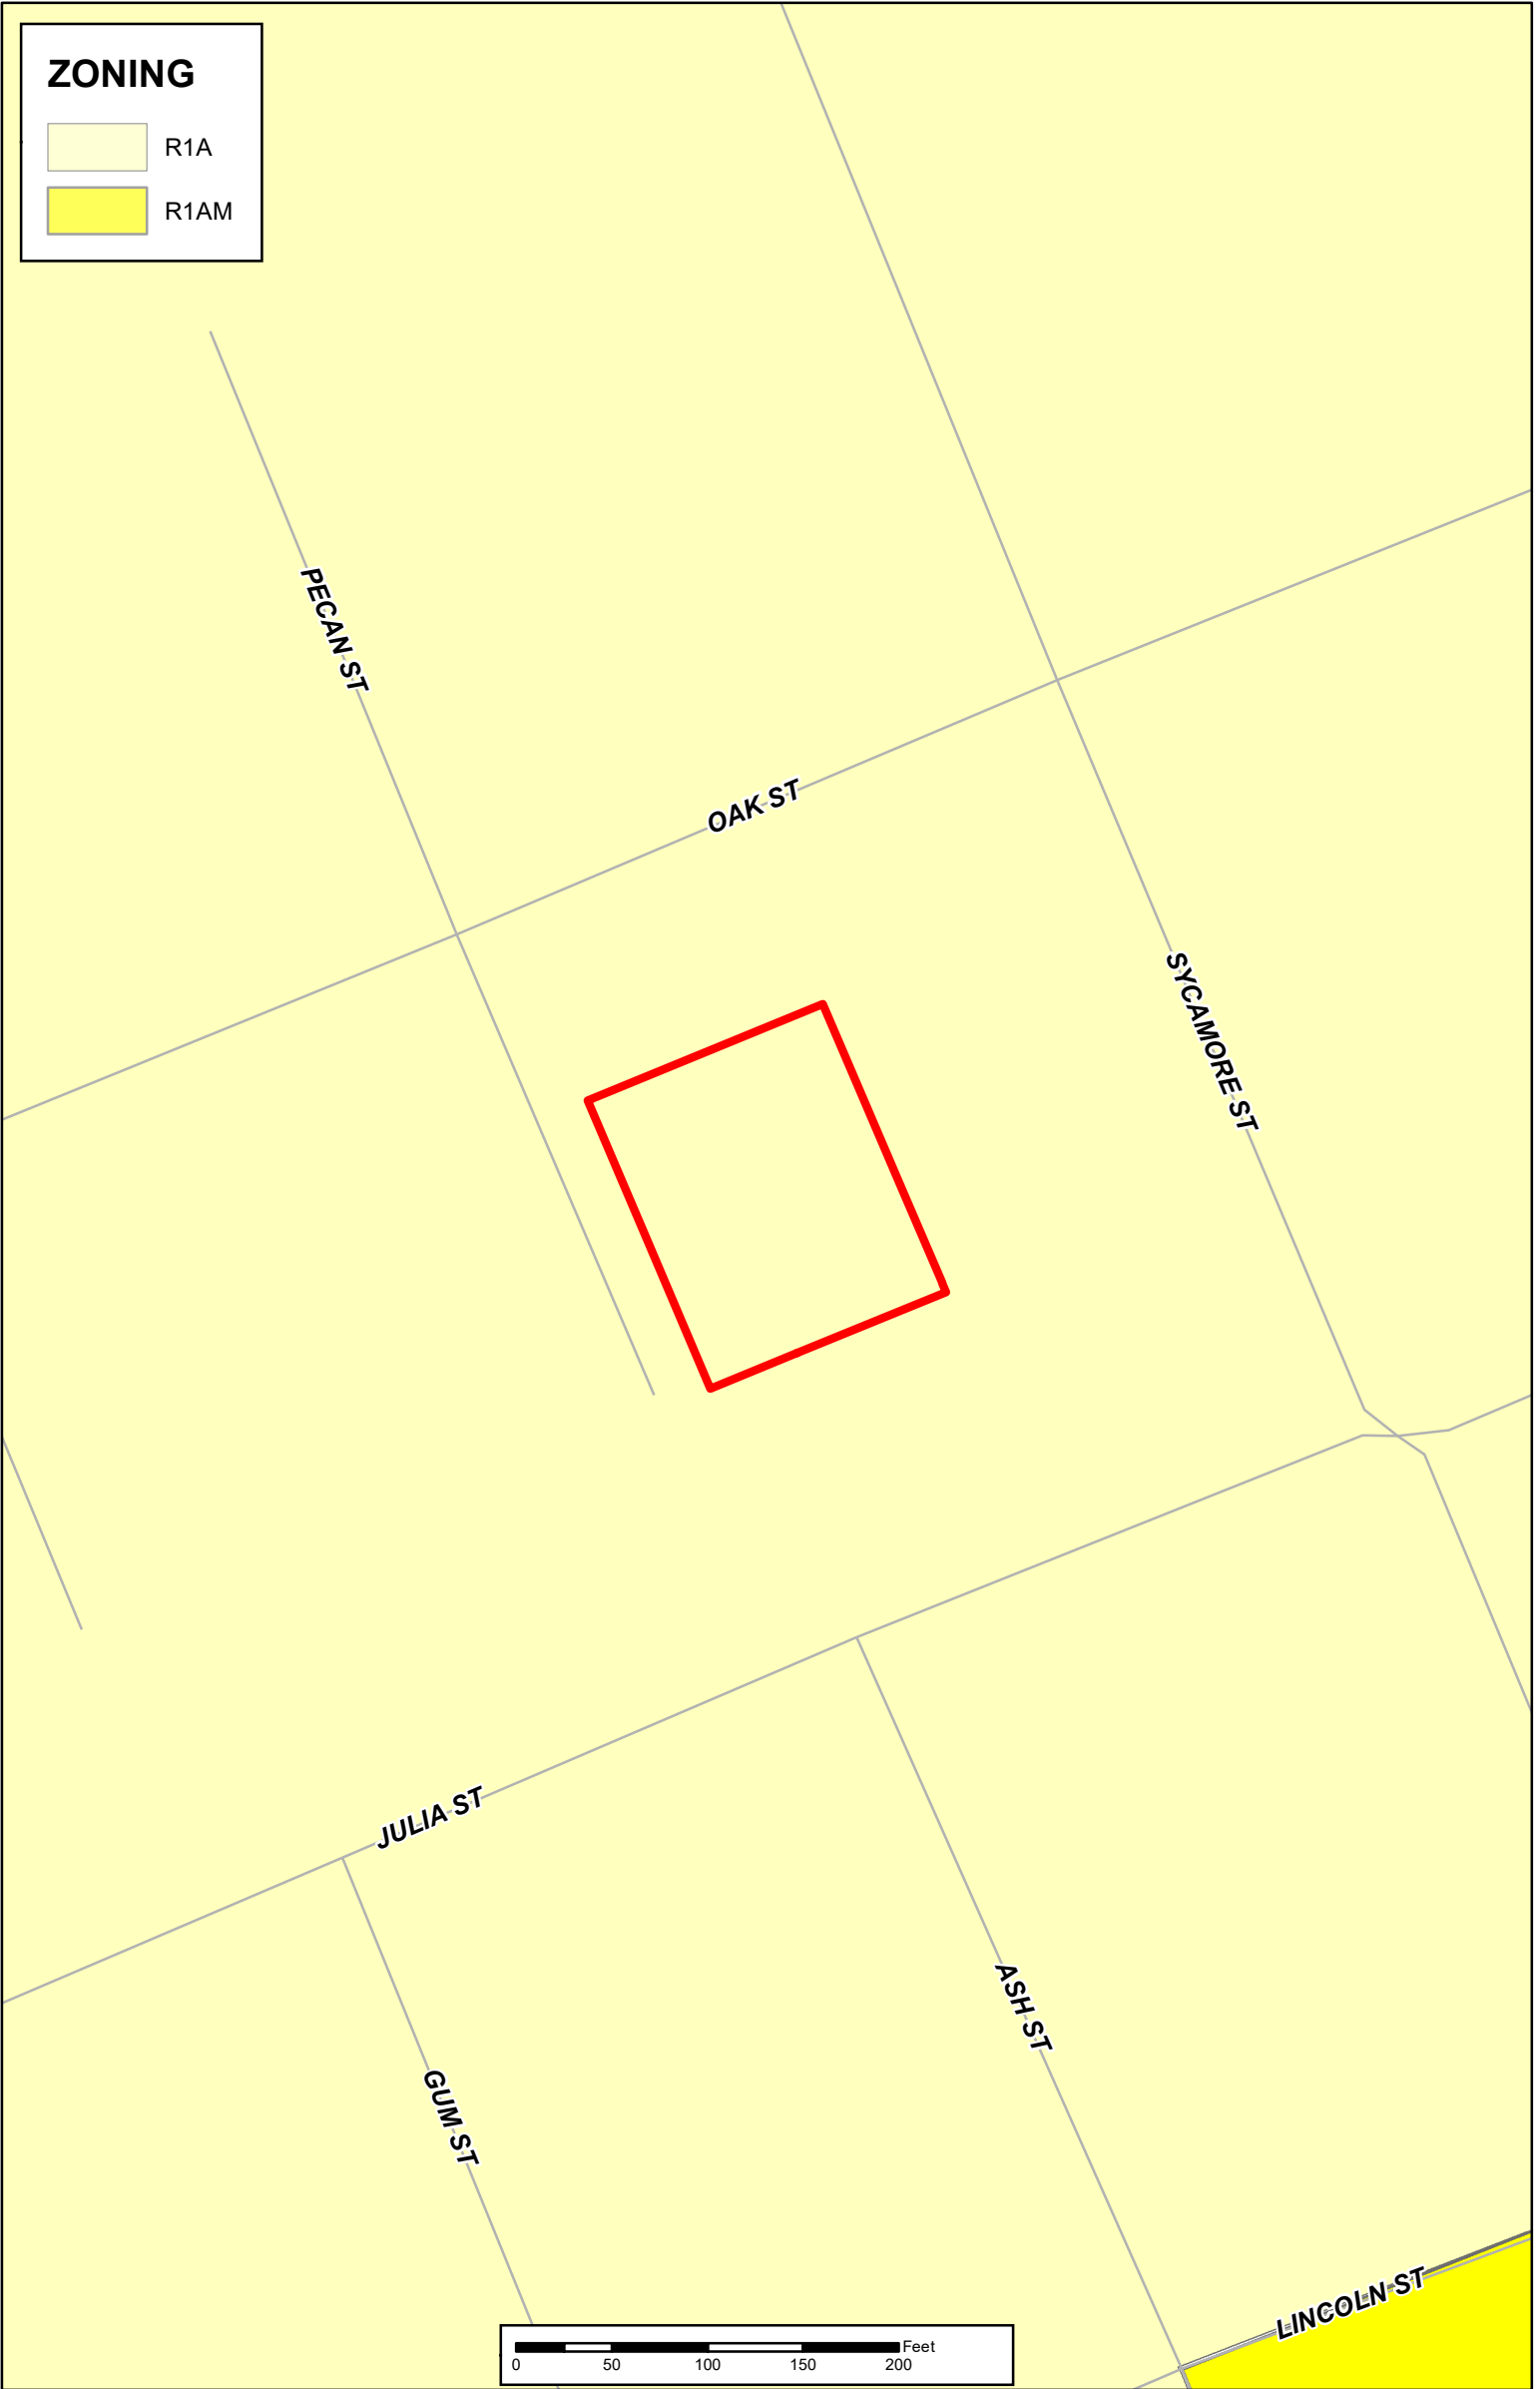 ZONING
R1A
R1AM
PECAN ST
OAK ST
SYCAMORE ST
JULIA ST
ASH ST
GUM ST
LINCOLN ST
Feet
0 50 100 150 200